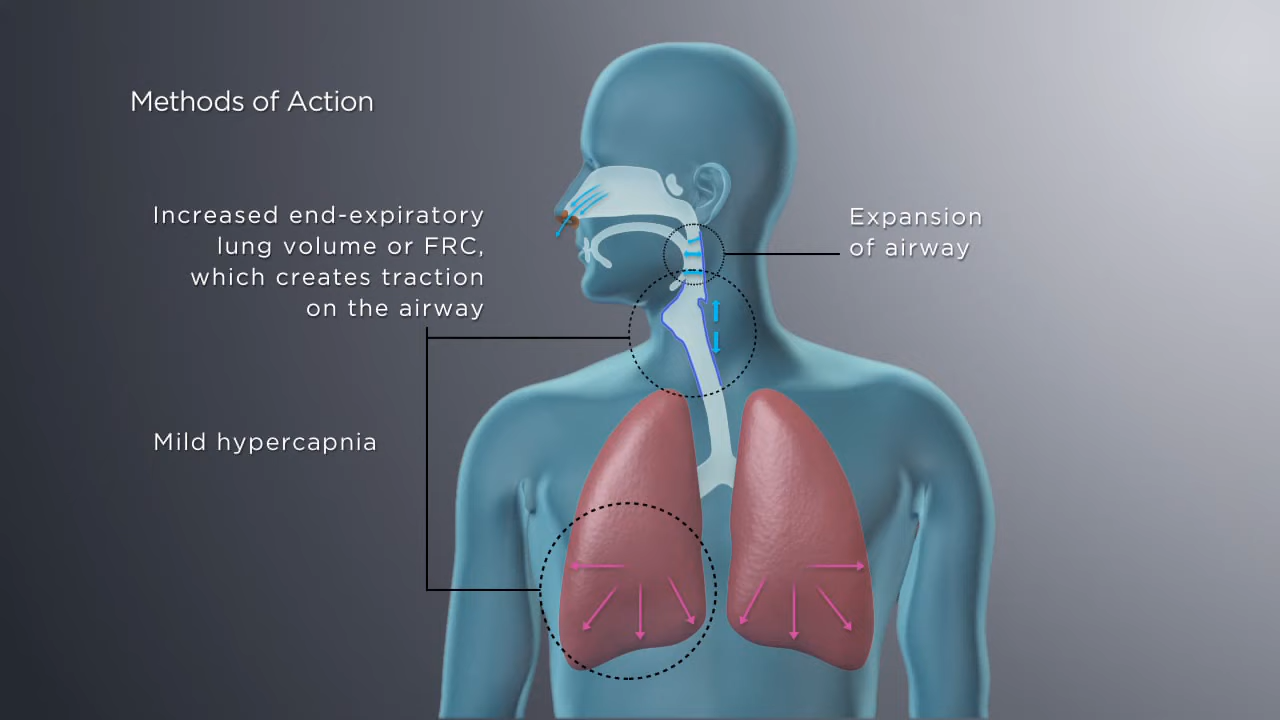 Methods of Action
Increased end-expiratory
lung volume or FRC,
which creates traction
on the airway
Expansion
of airway
Mild hypercapnia